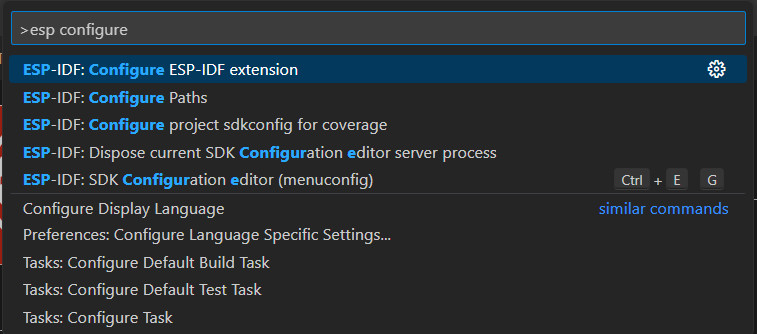 >esp configure
ESP-IDF: Configure ESP-IDF extension
ESP-IDF: Configure Paths
ESP-IDF: Configure project sdkconfig for coverage
ESP-IDF: Dispose current SDK Configuration editor server process
ESP-IDF: SDK Configuration editor (menuconfig) Ctrl + E G
Configure Display Language similar commands
Preferences: Configure Language Specific Settings...
Tasks: Configure Default Build Task
Tasks: Configure Default Test Task
Tasks: Configure Task